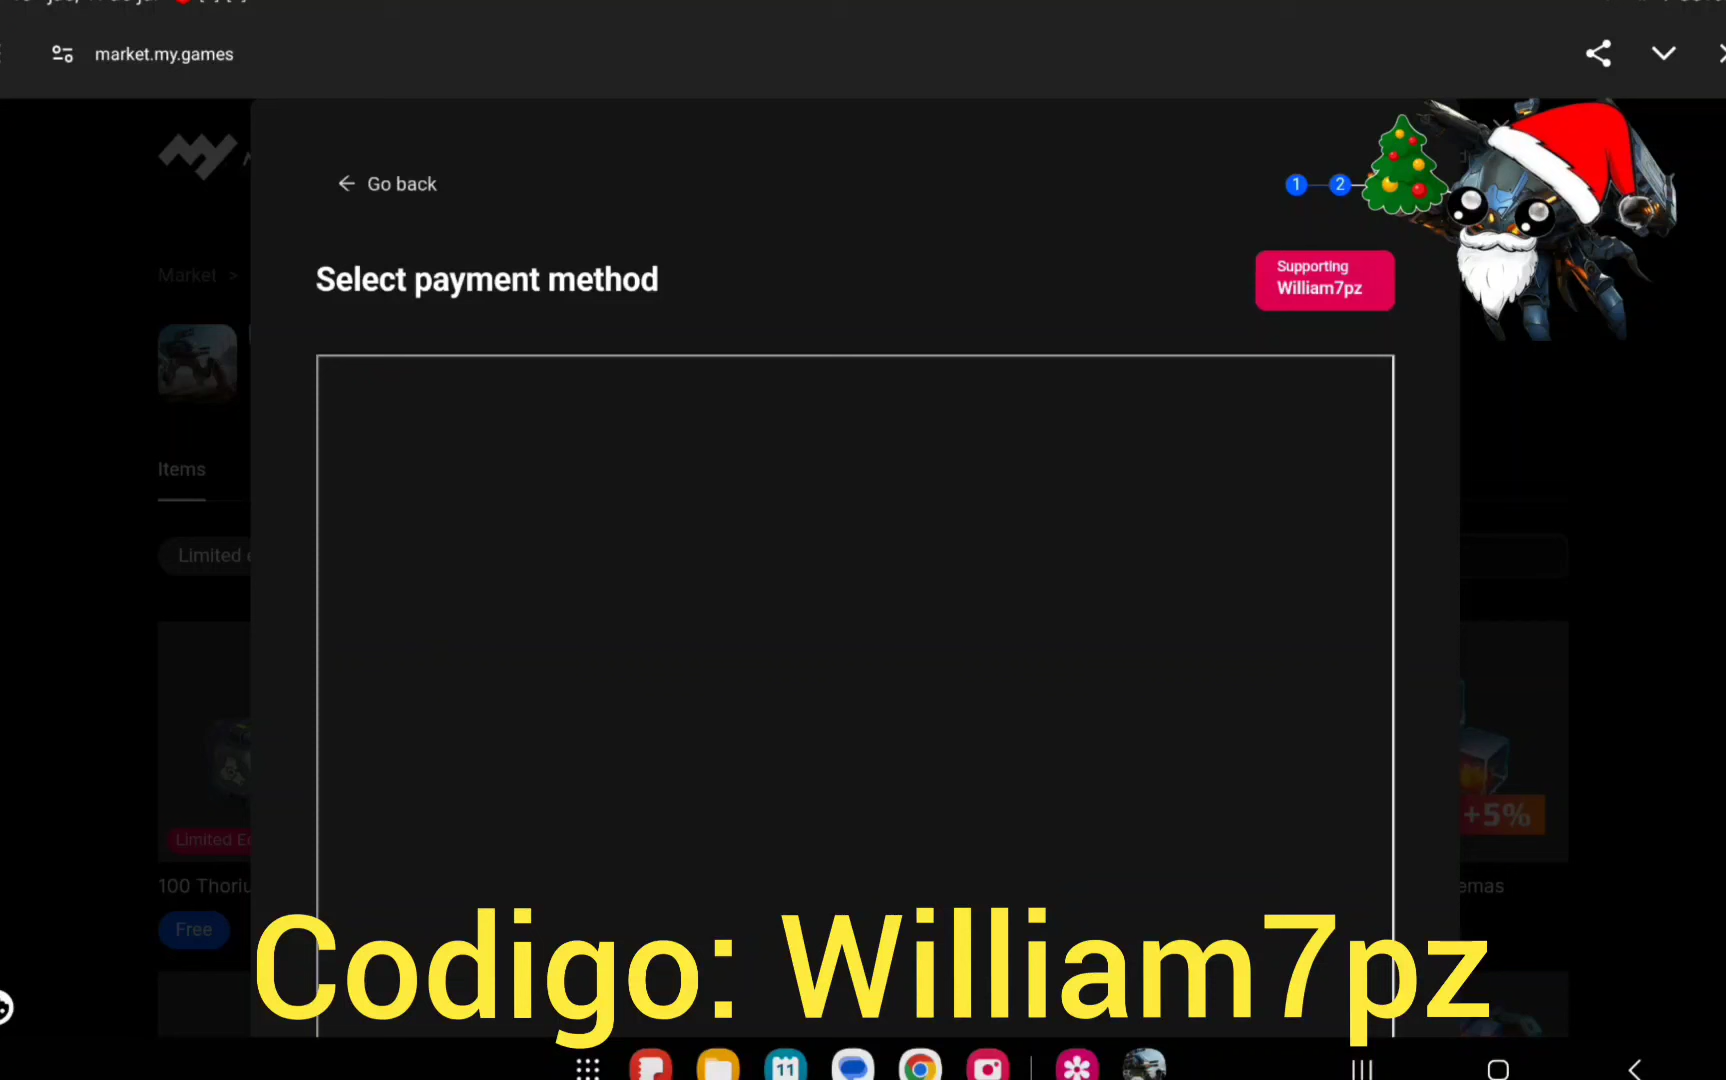 market.my.games
Go back
1
2
Market >
Select payment method
Supporting
William7pz
Items
Limited
Limited
+5%
100
emas
Free
Codigo: William7pz
11